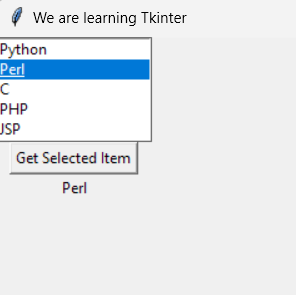 We are learning Tkinter
Python
Perl
C
PHP
JSP
Get Selected Item
Perl